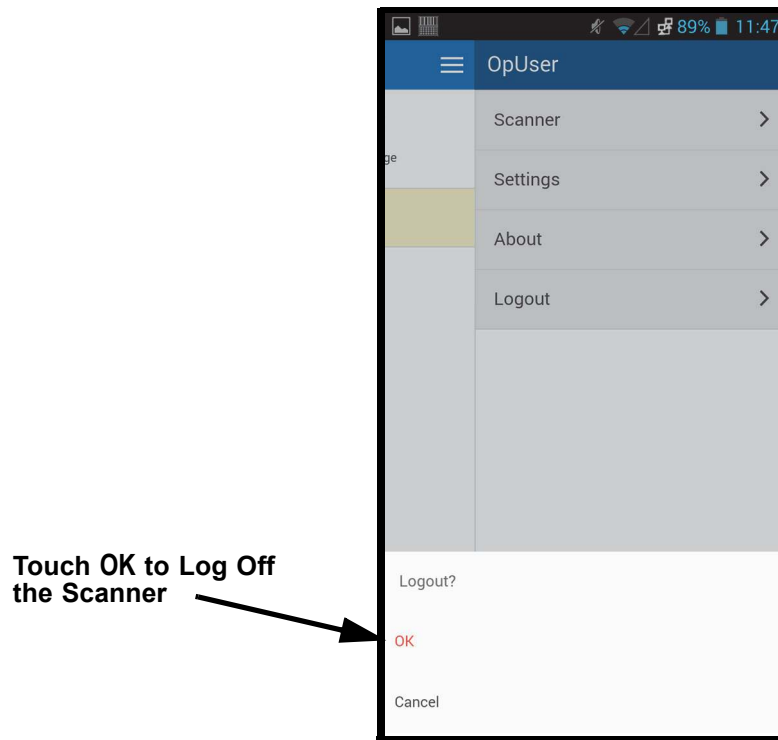 89% 11:47
OpUser
Scanner
ge
Settings
About
Logout
Touch OK to Log Off
the Scanner
Logout?
OK
Cancel